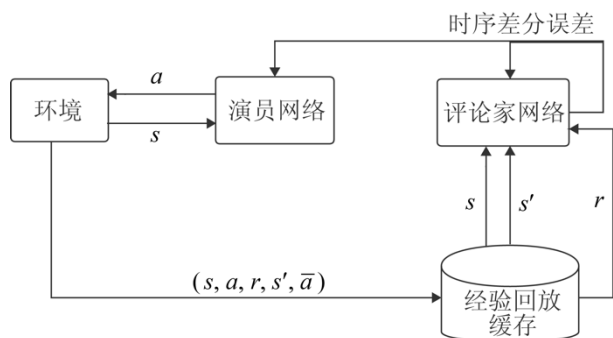 时序差分误差
a
环境
演员网络
评论家网络
s
s
s′
r
(s, a, r, s′, a̅)
经验回放
缓存